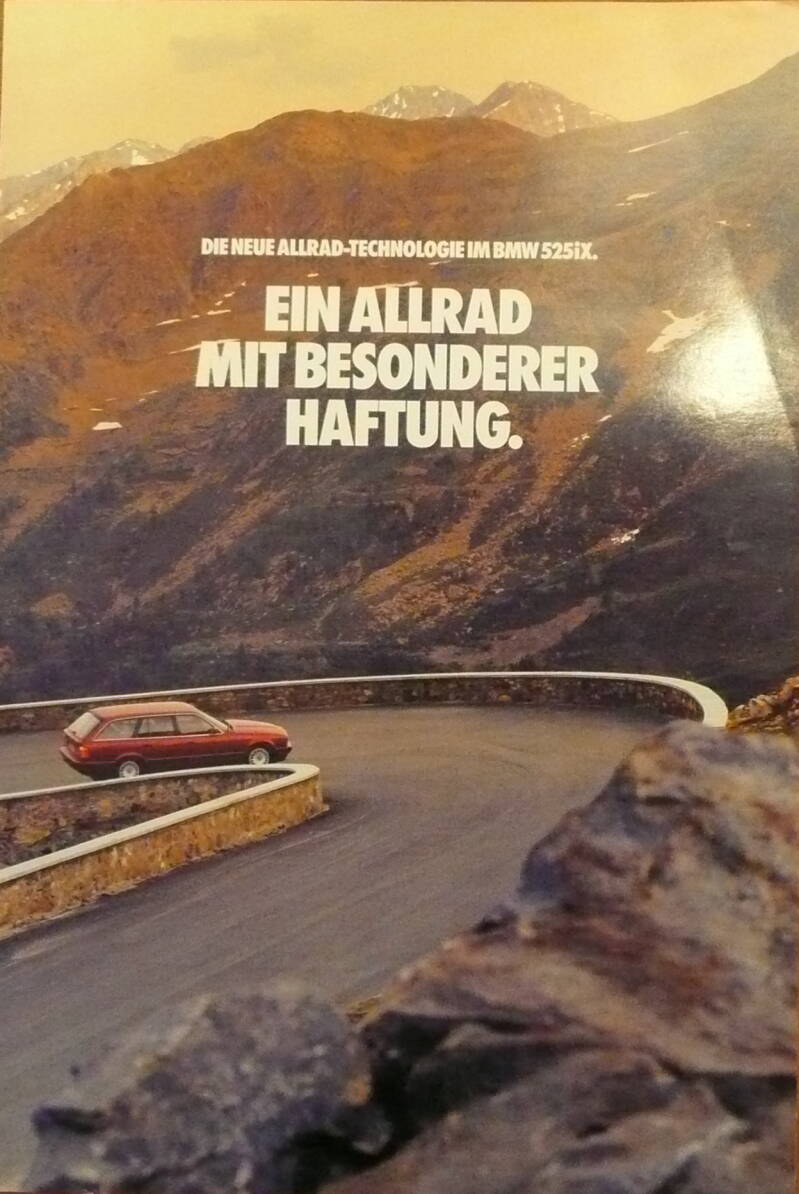 DIE NEUE ALLRAD-TECHNOLOGIE IM BMW 525iX.
EIN ALLRAD
MIT BESONDERER
HAFTUNG.